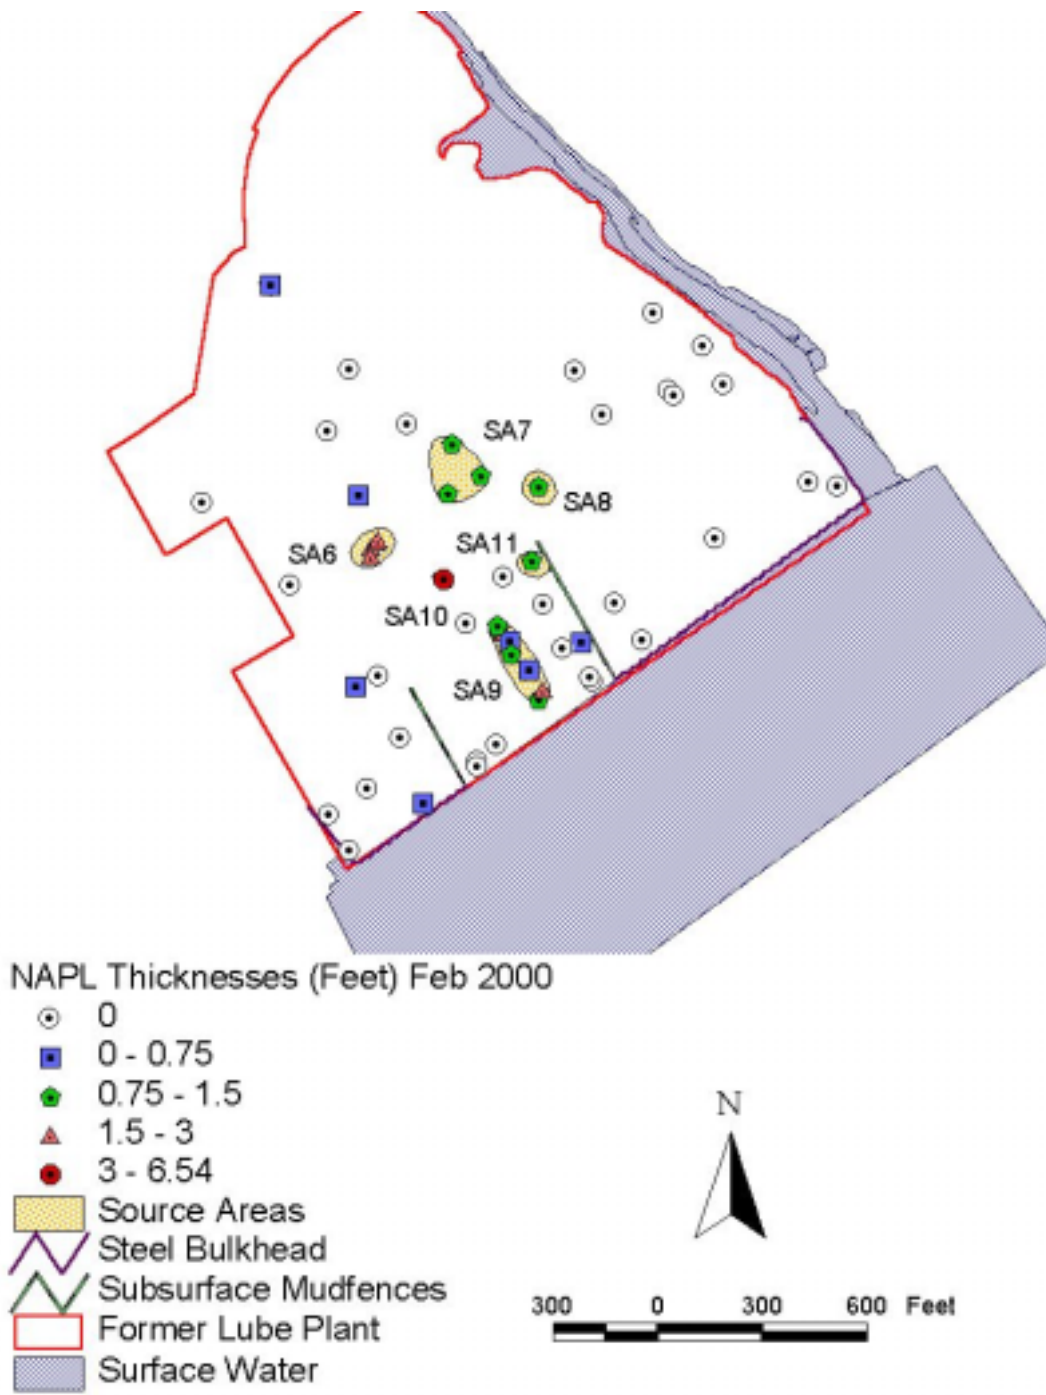 SA7
SA8
SA6
SA11
SA10
SA9
NAPL Thicknesses (Feet) Feb 2000
0
0 - 0.75
0.75 - 1.5
1.5 - 3
3 - 6.54
Source Areas
Steel Bulkhead
Subsurface Mudfences
Former Lube Plant
Surface Water
N
300 0 300 600 Feet